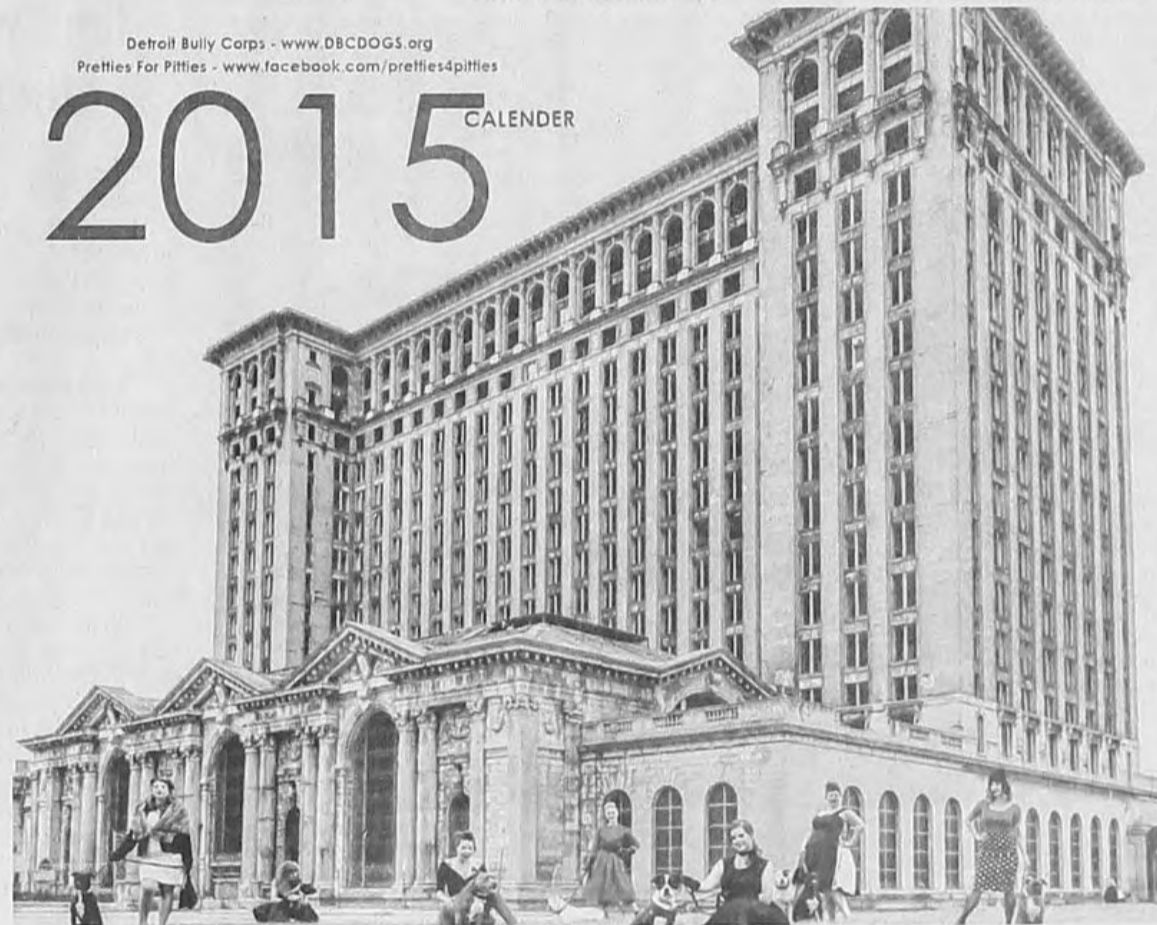 Detroit Bully Corps - www.DBCDOGS.org
Pretties For Pitties - www.facebook.com/pretties4pitties
2015 CALENDER